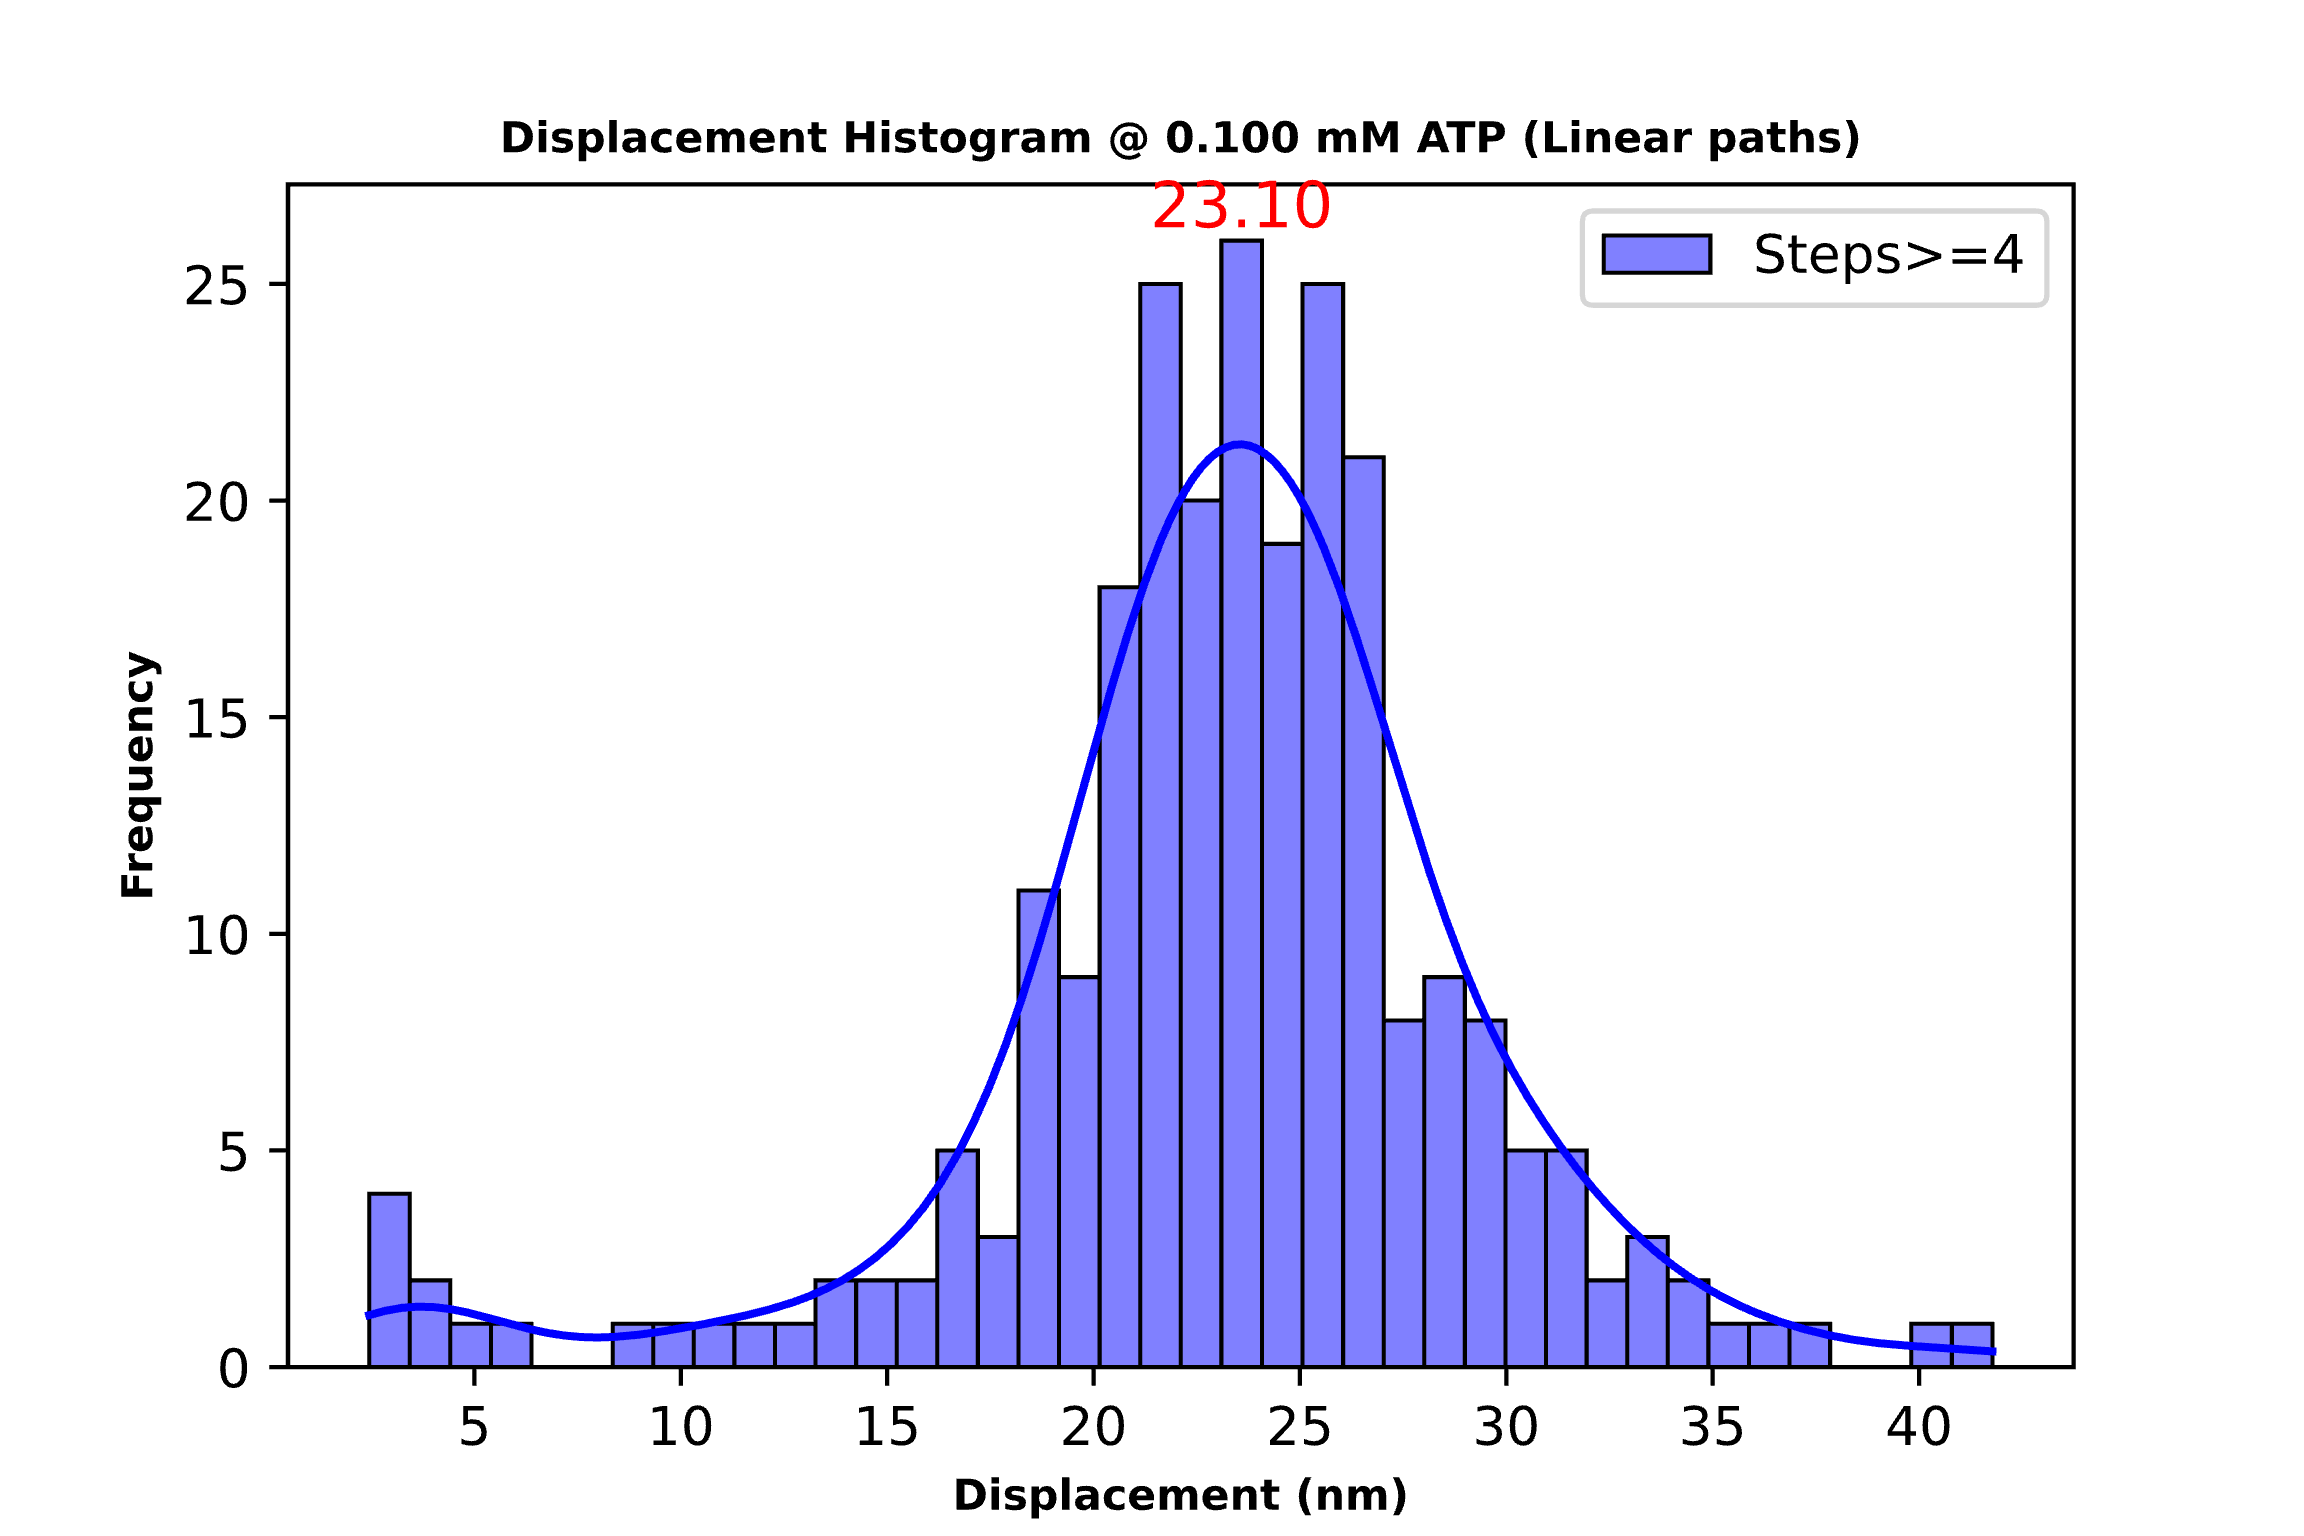 Displacement Histogram @ 0.100 mM ATP (Linear paths)
23.10
Steps>=4
25
20
15
10
5
0
Frequency
5 10 15 20 25 30 35 40
Displacement (nm)